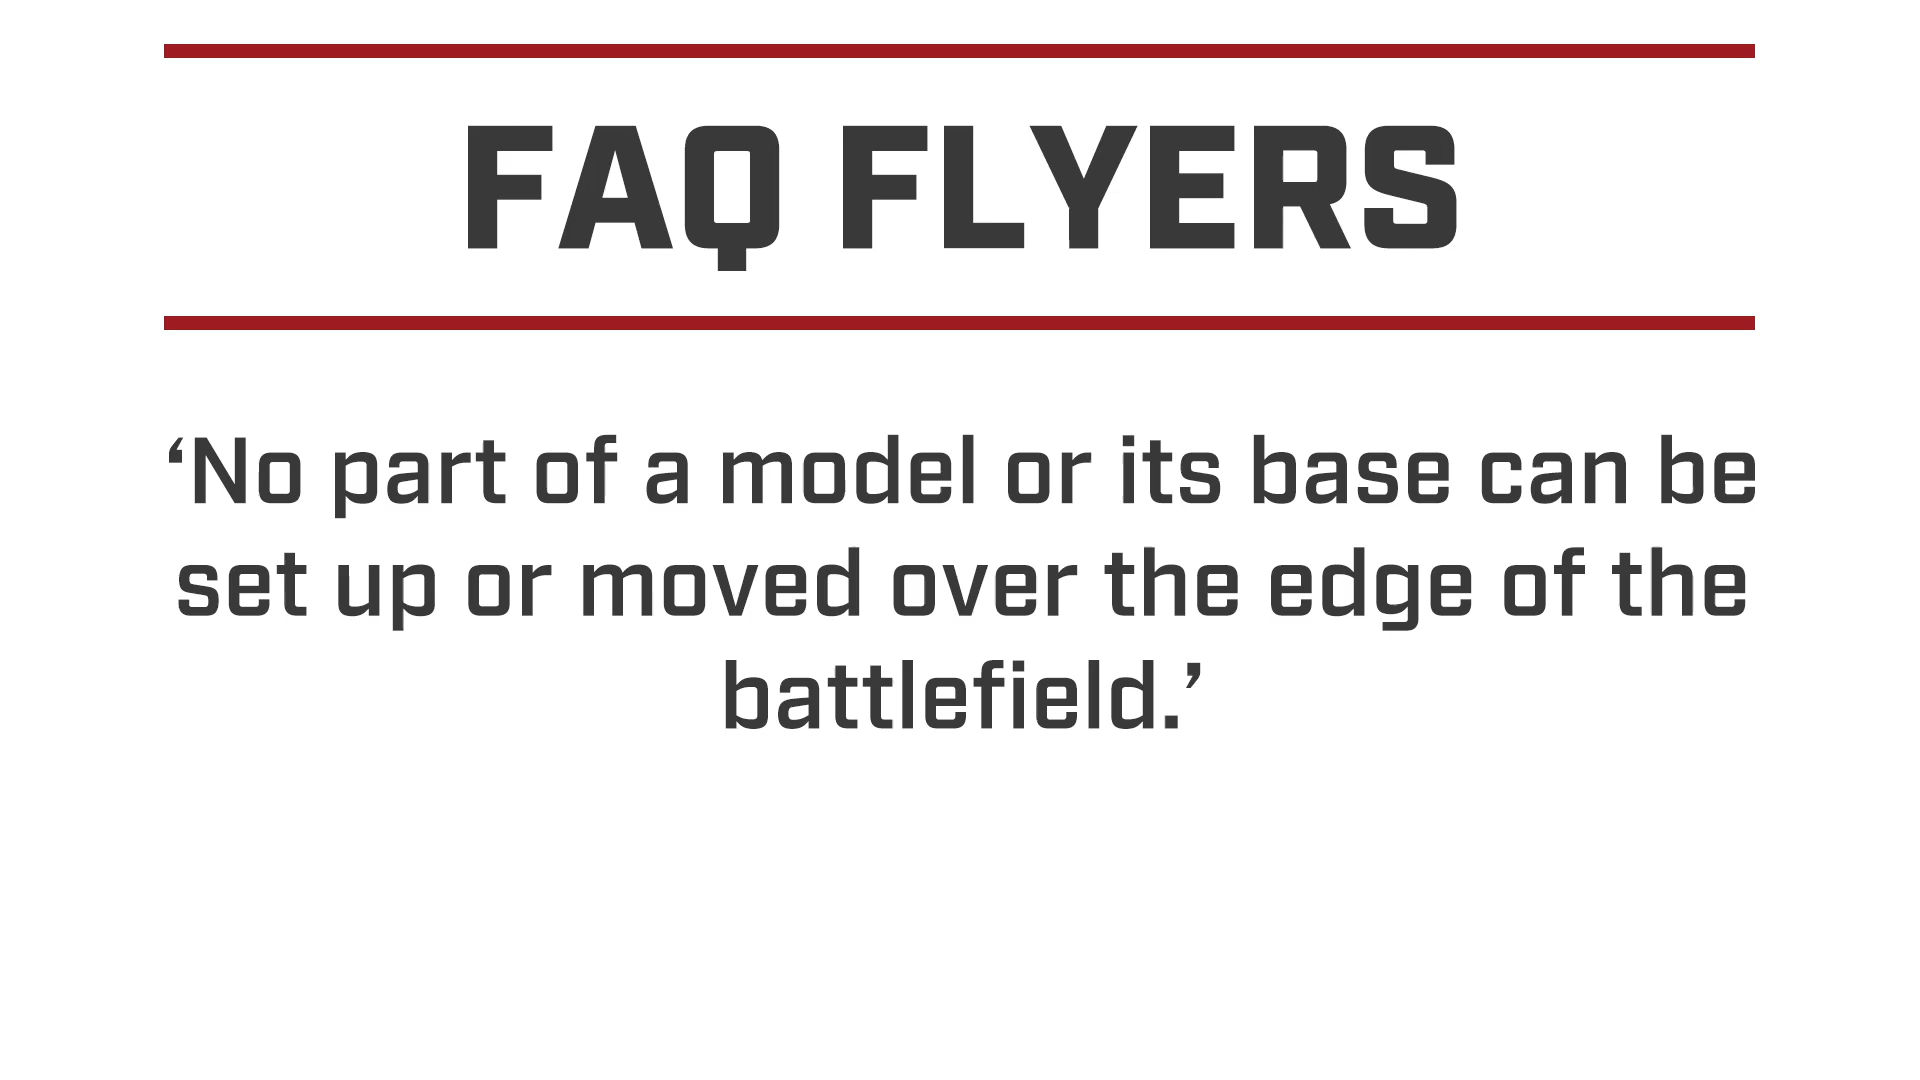 FAQ FLYERS
‘No part of a model or its base can be
set up or moved over the edge of the
battlefield.’